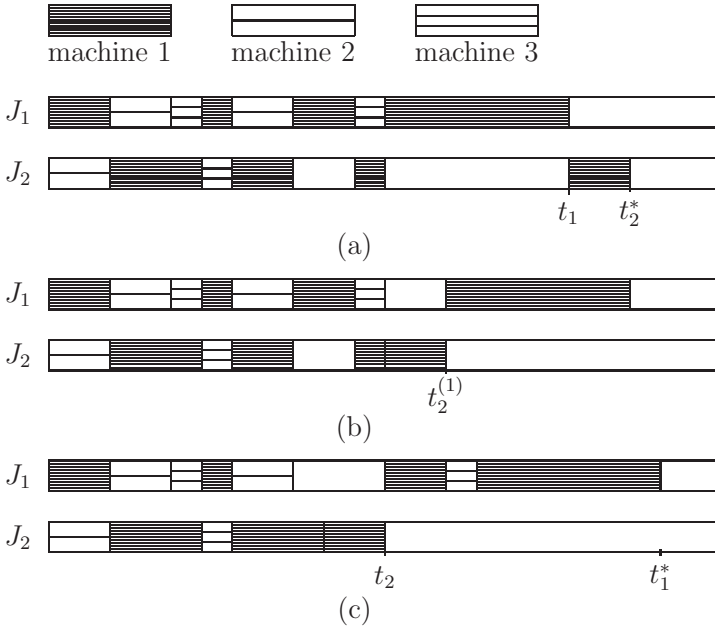 machine 1 machine 2 machine 3
J₁
J₂
t₁ t₂*
(a)
J₁
J₂
t₂⁽¹⁾
(b)
J₁
J₂
t₂ t₁*
(c)